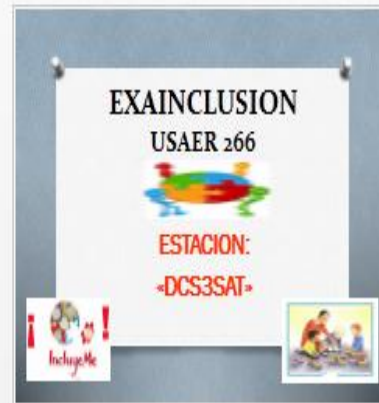 EXAINCLUSION
USAER 266
ESTACION:
«DCS3SAT»
¡ !
IncluyeMe